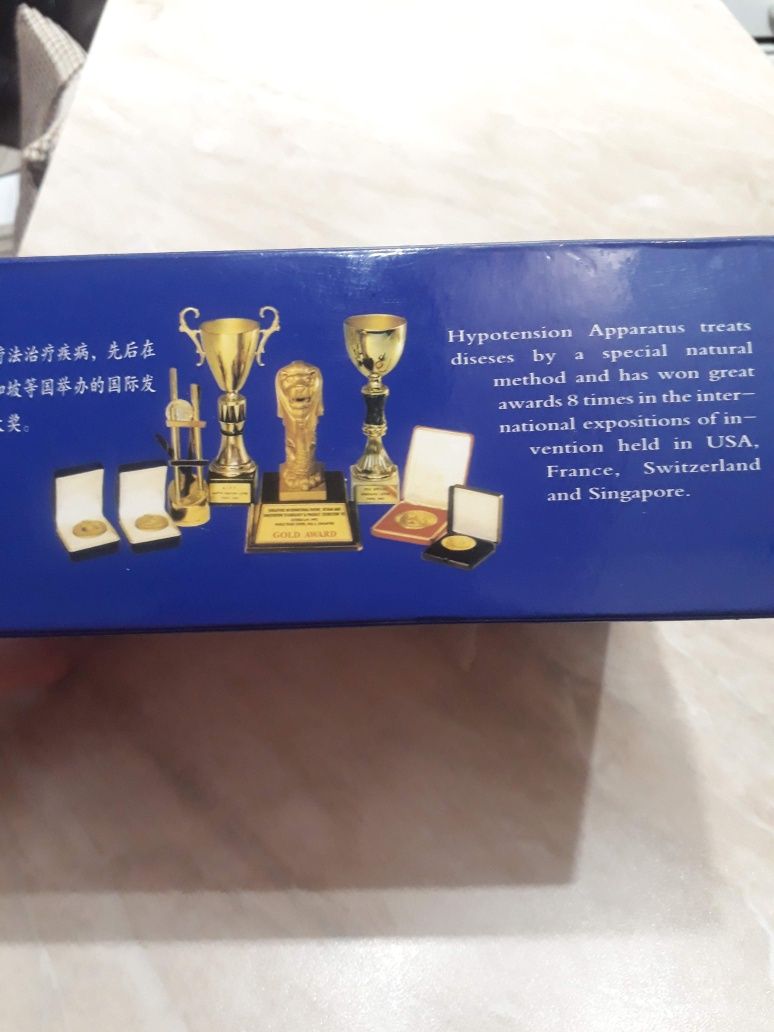 疗法治疗疾病，先后在
加坡等国举办的国际发
大奖。
Hypotension Apparatus treats
diseses by a special natural
method and has won great
awards 8 times in the inter-
national expositions of in-
vention held in USA,
France, Switzerland
and Singapore.
GOLD AWARD